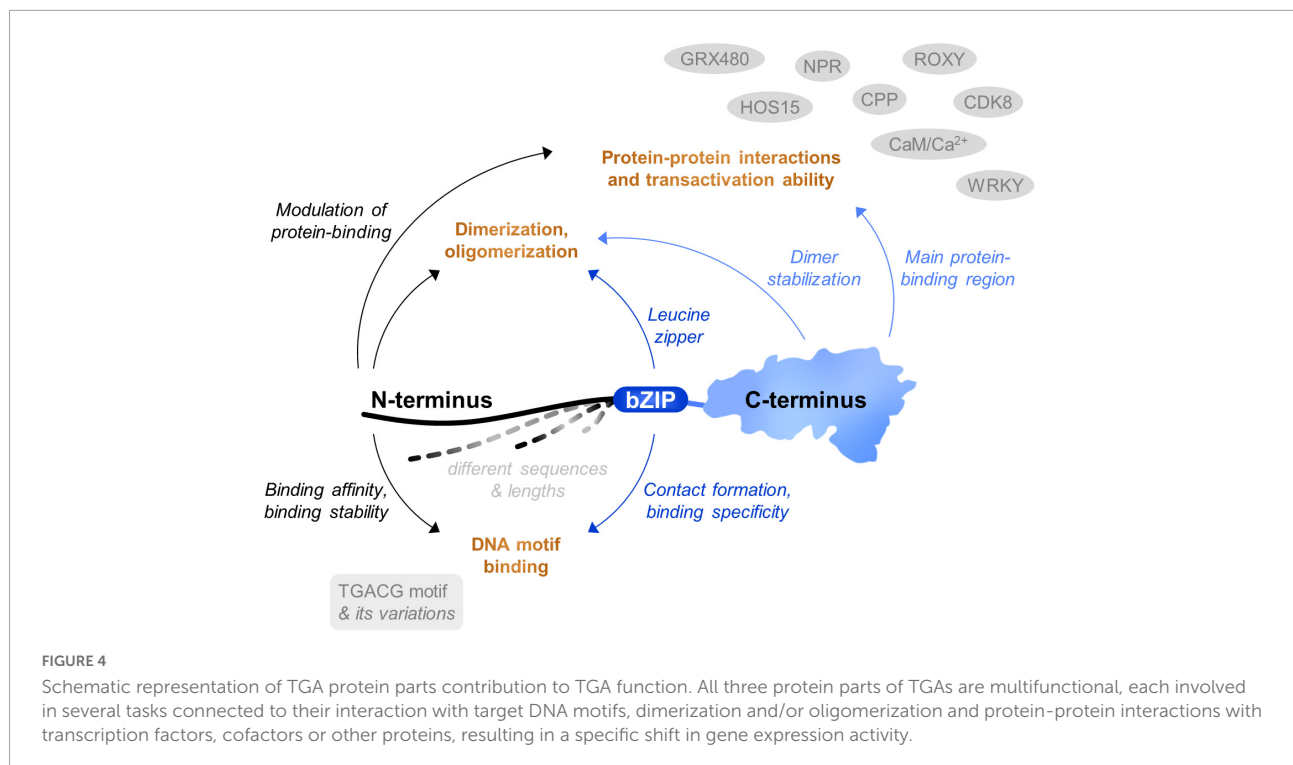 GRX480
NPR
ROXY
HOS15
CPP
CDK8
CaM/Ca²⁺
WRKY
Protein-protein interactions
and transactivation ability
Modulation of
protein-binding
Dimerization,
oligomerization
Dimer
stabilization
Main protein-
binding region
Leucine
zipper
N-terminus
bZIP
C-terminus
different sequences
& lengths
Binding affinity,
binding stability
Contact formation,
binding specificity
DNA motif
binding
TGACG motif
& its variations
FIGURE 4
Schematic representation of TGA protein parts contribution to TGA function. All three protein parts of TGAs are multifunctional, each involved
in several tasks connected to their interaction with target DNA motifs, dimerization and/or oligomerization and protein-protein interactions with
transcription factors, cofactors or other proteins, resulting in a specific shift in gene expression activity.